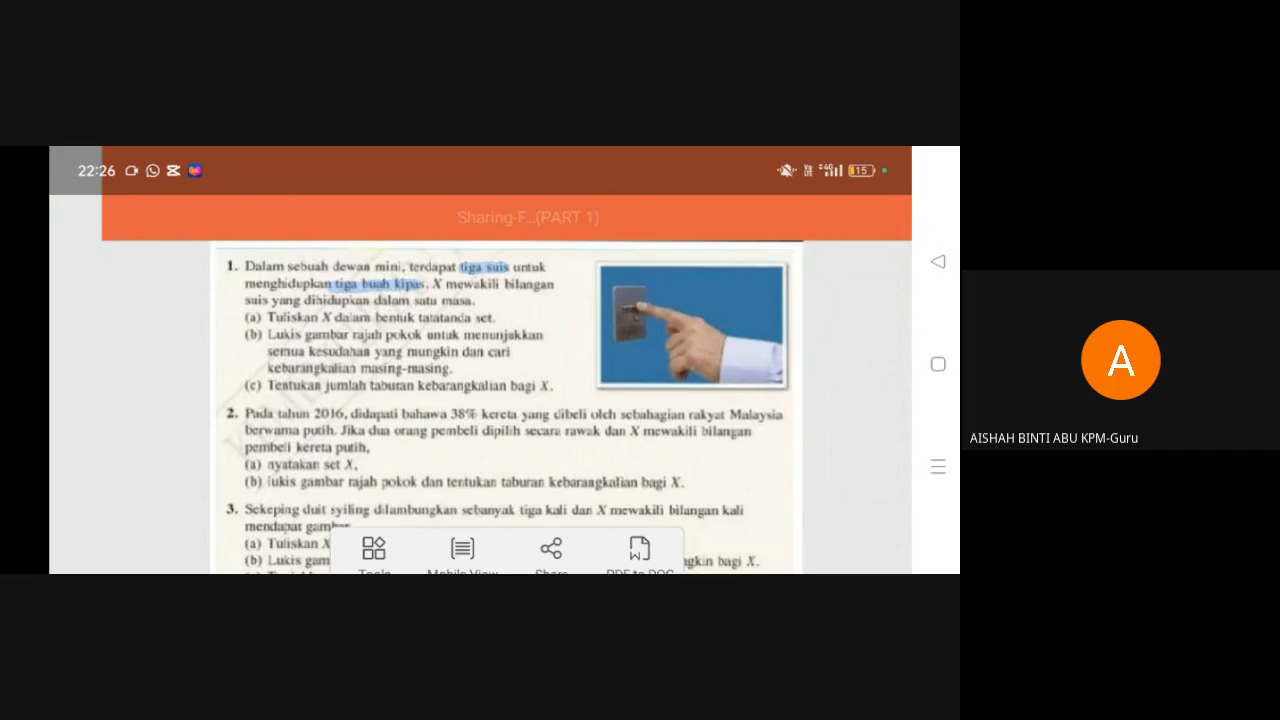 22:26
15
Sharing-F...(PART 1)
1. Dalam sebuah dewan mini, terdapat tiga suis untuk
menghidupkan tiga buah kipas. X mewakili bilangan
suis yang dihidupkan dalam satu masa.
(a) Tuliskan X dalam bentuk tatatanda set.
(b) Lukis gambar rajah pokok untuk menunjukkan
semua kesudahan yang mungkin dan cari
kebarangkalian masing-masing.
(c) Tentukan jumlah taburan kebarangkalian bagi X.
2. Pada tahun 2016, didapati bahawa 38% kereta yang dibeli oleh sebahagian rakyat Malaysia
berwarna putih. Jika dua orang pembeli dipilih secara rawak dan X mewakili bilangan
pembeli kereta putih,
(a) nyatakan set X,
(b) lukis gambar rajah pokok dan tentukan taburan kebarangkalian bagi X.
3. Sekeping duit syiling dilambungkan sebanyak tiga kali dan X mewakili bilangan kali
mendapat gambar
(a) Tuliskan X
(b) Lukis gam
ngkin bagi X.
Tools Mobile View Share PDF to DOC
A
AISHAH BINTI ABU KPM-Guru